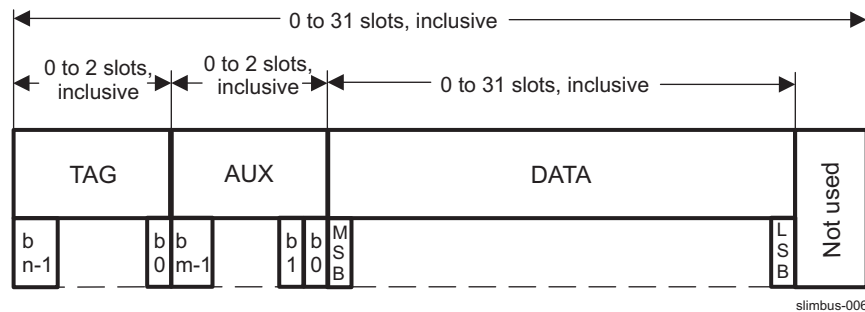 0 to 31 slots, inclusive
0 to 2 slots,
inclusive
0 to 2 slots,
inclusive
0 to 31 slots, inclusive
TAG
AUX
DATA
Not used
b
n-1
b
0
b
m-1
b
1
b
0
M
S
B
L
S
B
slimbus-006